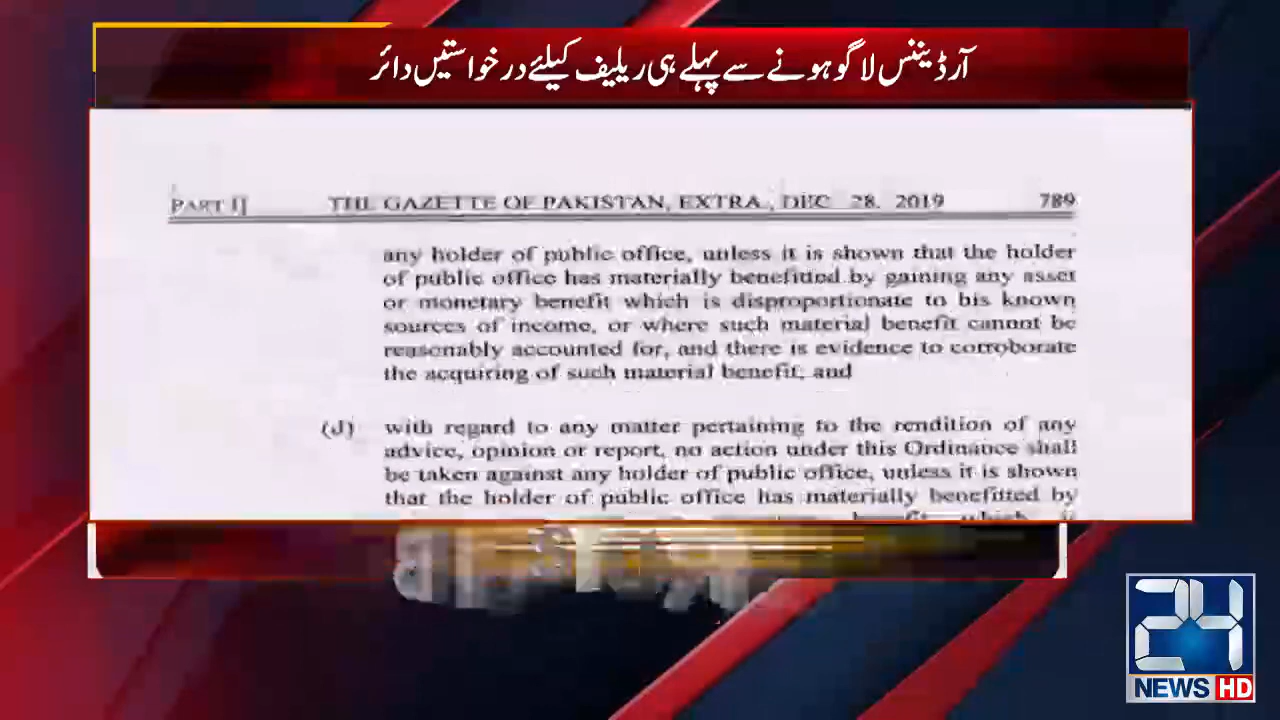 آرڈیننس لاگو ہونے سے پہلے ہی ریلیف کیلئے درخواستیں دائر
PART II] THE GAZETTE OF PAKISTAN, EXTRA., DEC. 28, 2019 789
any holder of public office, unless it is shown that the holder
of public office has materially benefitted by gaining any asset
or monetary benefit which is disproportionate to his known
sources of income, or where such material benefit cannot be
reasonably accounted for, and there is evidence to corroborate
the acquiring of such material benefit, and
(J) with regard to any matter pertaining to the rendition of any
advice, opinion or report, no action under this Ordinance shall
be taken against any holder of public office, unless it is shown
that the holder of public office has materially benefitted by
benefit which is
24
NEWS HD